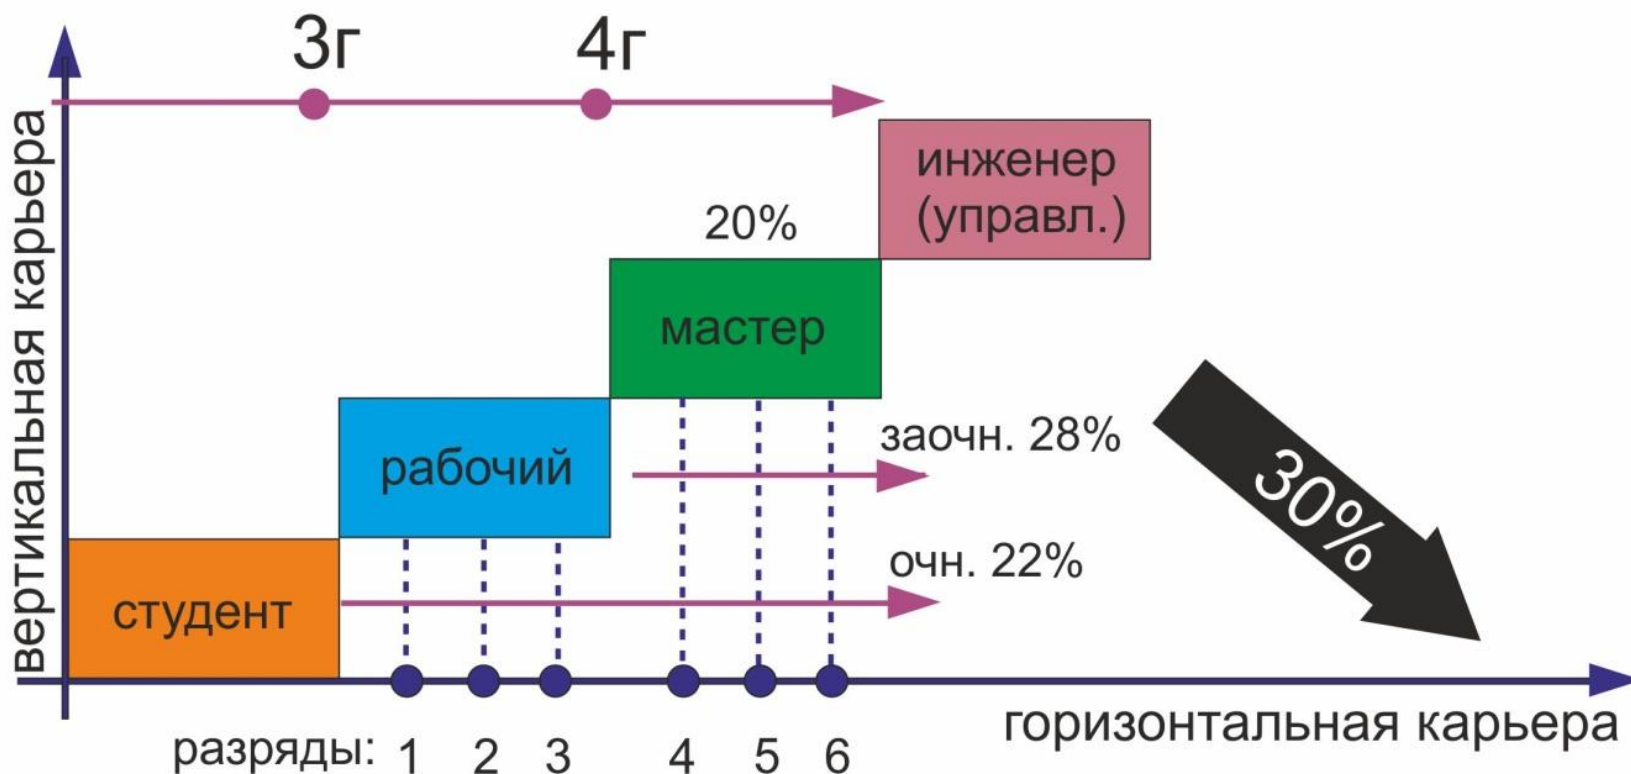 3г
4г
вертикальная карьера
инженер
(управл.)
20%
мастер
заочн. 28%
рабочий
30%
очн. 22%
студент
горизонтальная карьера
разряды: 1 2 3 4 5 6